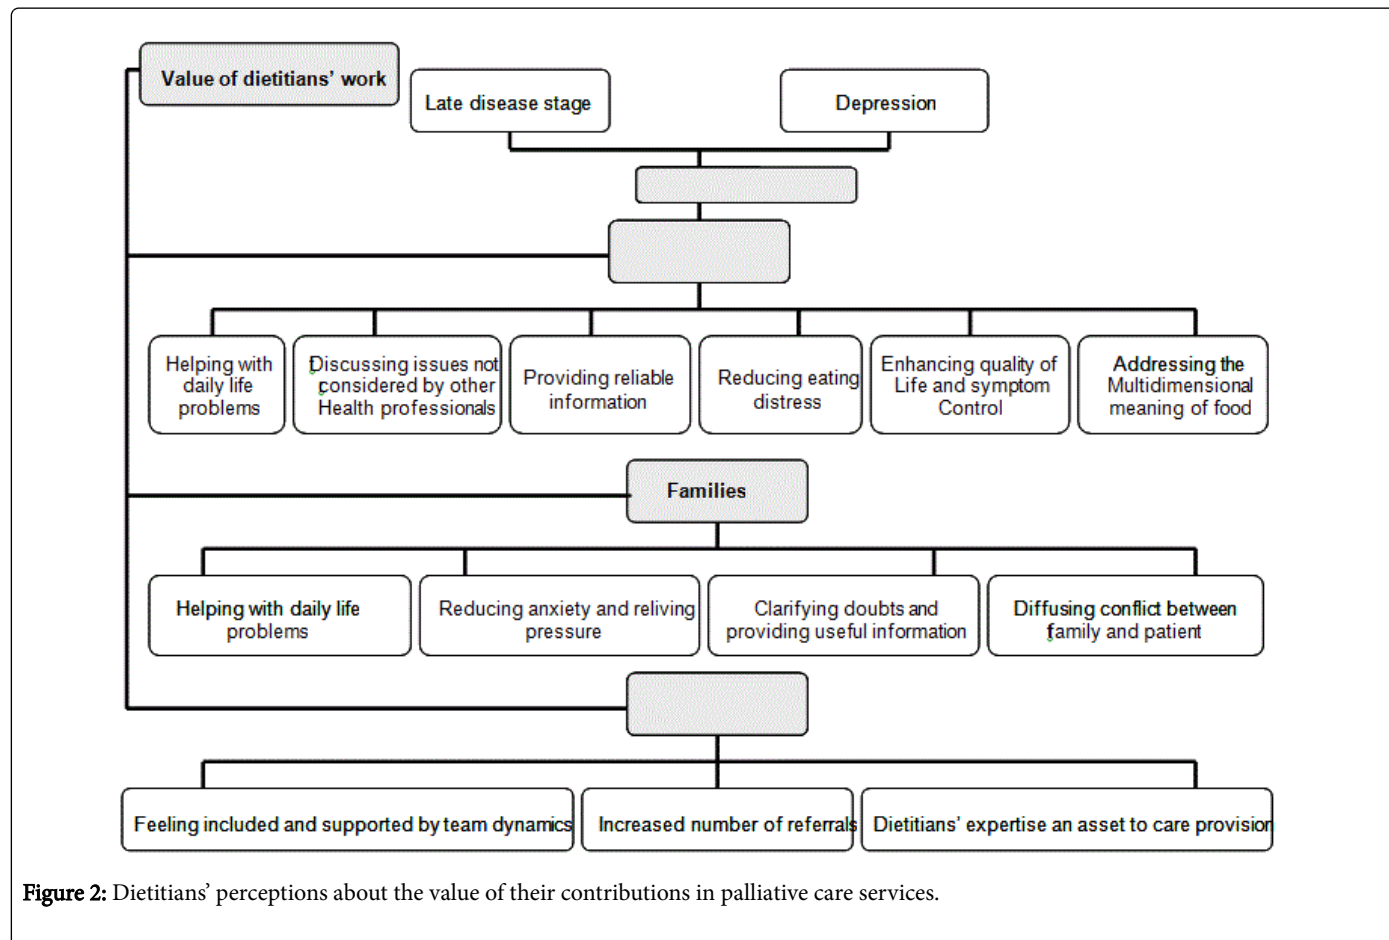 Value of dietitians' work
Late disease stage
Depression
Helping with
daily life
problems
Discussing issues not
considered by other
Health professionals
Providing reliable
information
Reducing eating
distress
Enhancing quality of
Life and symptom
Control
Addressing the
Multidimensional
meaning of food
Families
Helping with daily life
problems
Reducing anxiety and reliving
pressure
Clarifying doubts and
providing useful information
Diffusing conflict between
family and patient
Feeling included and supported by team dynamics
Increased number of referrals
Dietitians' expertise an asset to care provision
Figure 2: Dietitians' perceptions about the value of their contributions in palliative care services.